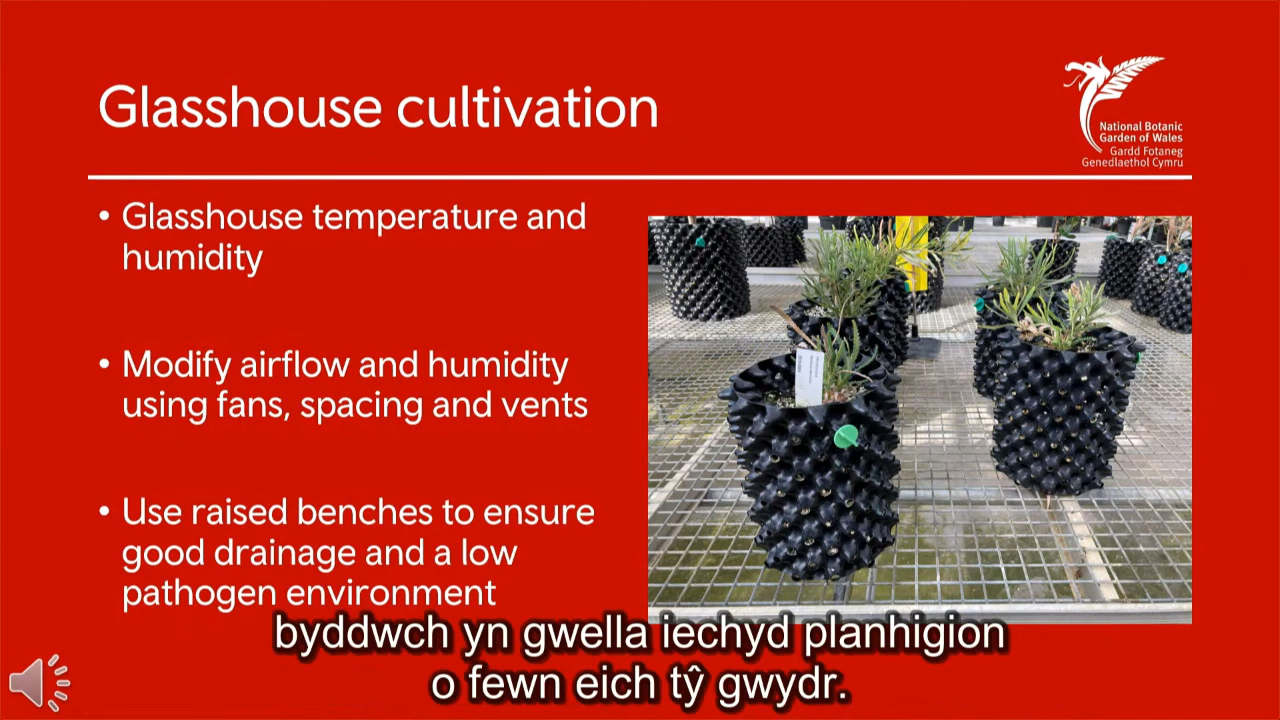 Glasshouse cultivation
National Botanic
Garden of Wales
Gardd Fotaneg
Genedlaethol Cymru
• Glasshouse temperature and
humidity
• Modify airflow and humidity
using fans, spacing and vents
• Use raised benches to ensure
good drainage and a low
pathogen environment
byddwch yn gwella iechyd planhigion
o fewn eich tŷ gwydr.